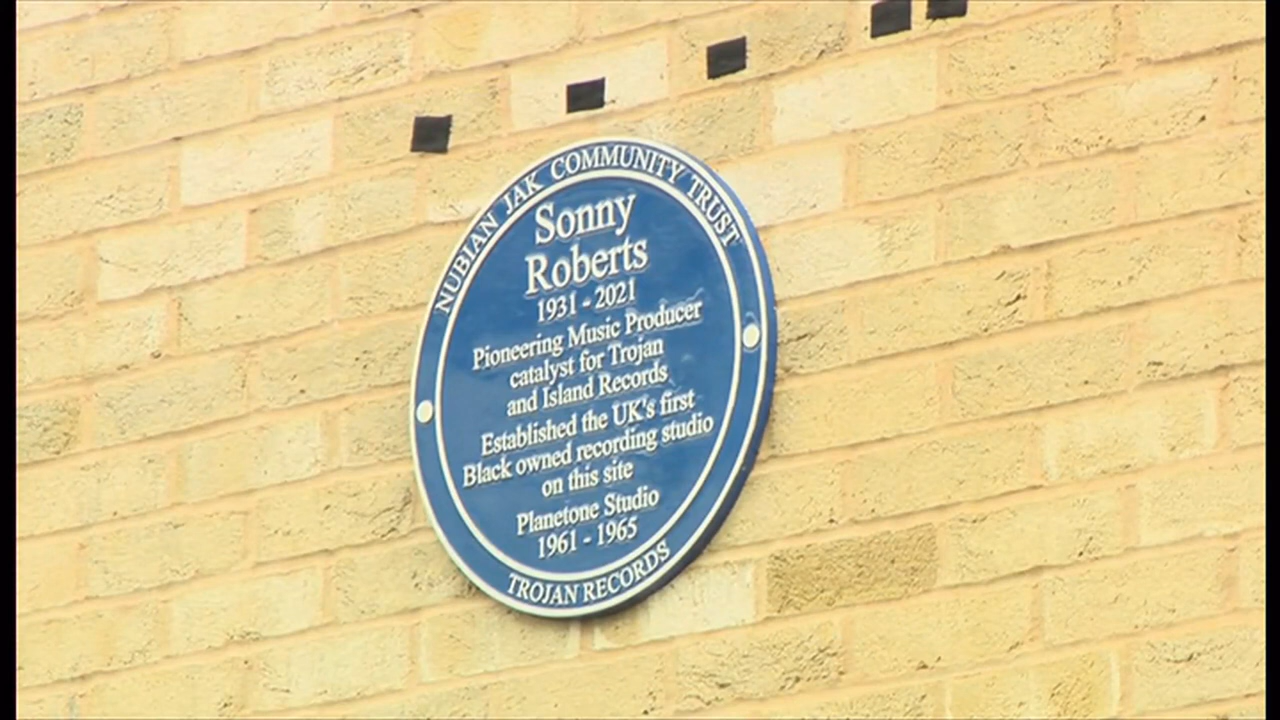 NUBIAN JAK COMMUNITY TRUST
Sonny
Roberts
1931 - 2021
Pioneering Music Producer
catalyst for Trojan
and Island Records
Established the UK's first
Black owned recording studio
on this site
Planetone Studio
1961 - 1965
TROJAN RECORDS